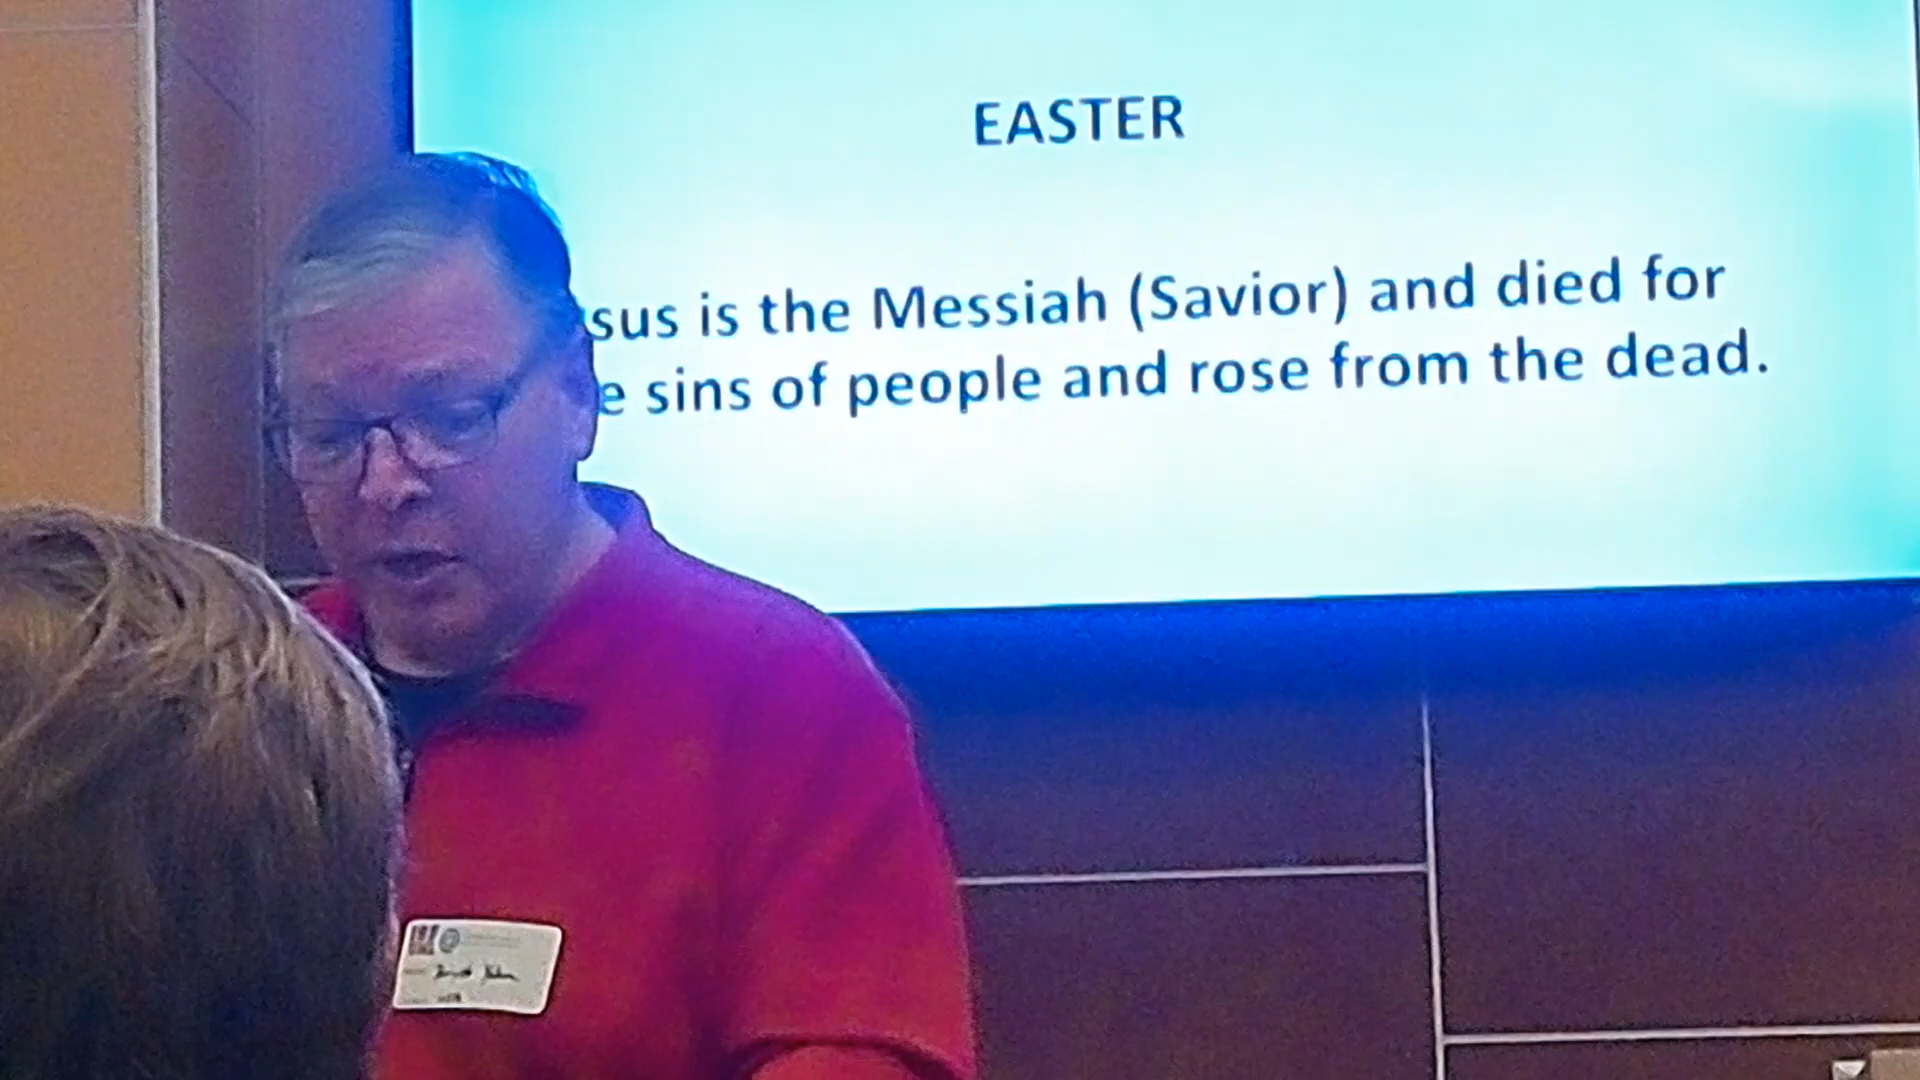 EASTER
sus is the Messiah (Savior) and died for
e sins of people and rose from the dead.